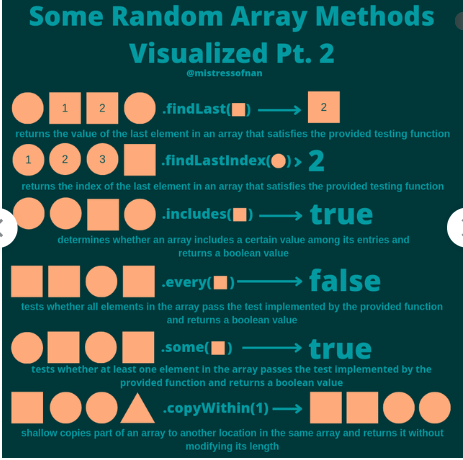 Some Random Array Methods
Visualized Pt. 2
@mistressofnan
1 2 .findLast( ) 2
returns the value of the last element in an array that satisfies the provided testing function
1 2 3 .findLastIndex( ) 2
returns the index of the last element in an array that satisfies the provided testing function
.includes( ) true
determines whether an array includes a certain value among its entries and
returns a boolean value
.every( ) false
tests whether all elements in the array pass the test implemented by the provided function
and returns a boolean value
.some( ) true
tests whether at least one element in the array passes the test implemented by the
provided function and returns a boolean value
.copyWithin(1)
shallow copies part of an array to another location in the same array and returns it without
modifying its length